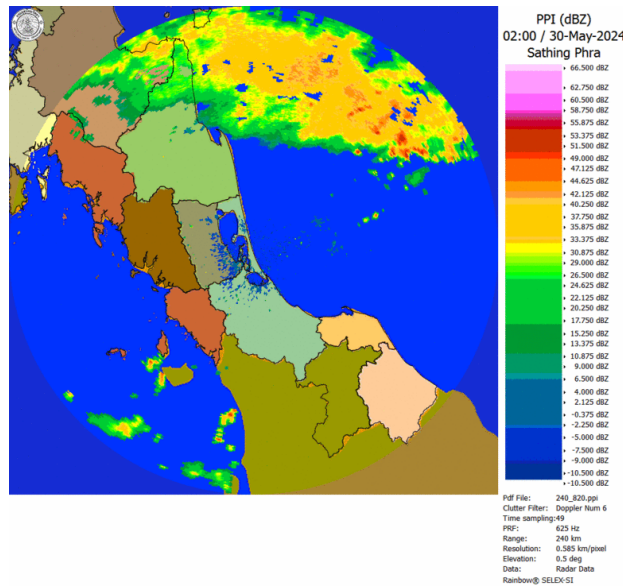 PPI (dBZ)
02:00 / 30-May-2024
Sathing Phra
66.500 dBZ
62.750 dBZ
60.500 dBZ
58.750 dBZ
55.875 dBZ
53.375 dBZ
51.500 dBZ
49.000 dBZ
47.125 dBZ
44.625 dBZ
42.125 dBZ
40.250 dBZ
37.750 dBZ
35.875 dBZ
33.375 dBZ
30.875 dBZ
29.000 dBZ
26.500 dBZ
24.625 dBZ
22.125 dBZ
20.250 dBZ
17.750 dBZ
15.250 dBZ
13.375 dBZ
10.875 dBZ
9.000 dBZ
6.500 dBZ
4.000 dBZ
2.125 dBZ
-0.375 dBZ
-2.250 dBZ
-5.000 dBZ
-7.500 dBZ
-9.000 dBZ
-10.500 dBZ
-10.500 dBZ
Pdf File: 240_820.ppi
Clutter Filter: Doppler Num 6
Time sampling:49
PRF: 625 Hz
Range: 240 km
Resolution: 0.585 km/pixel
Elevation: 0.5 deg
Data: Radar Data
Rainbow® SELEX-SI